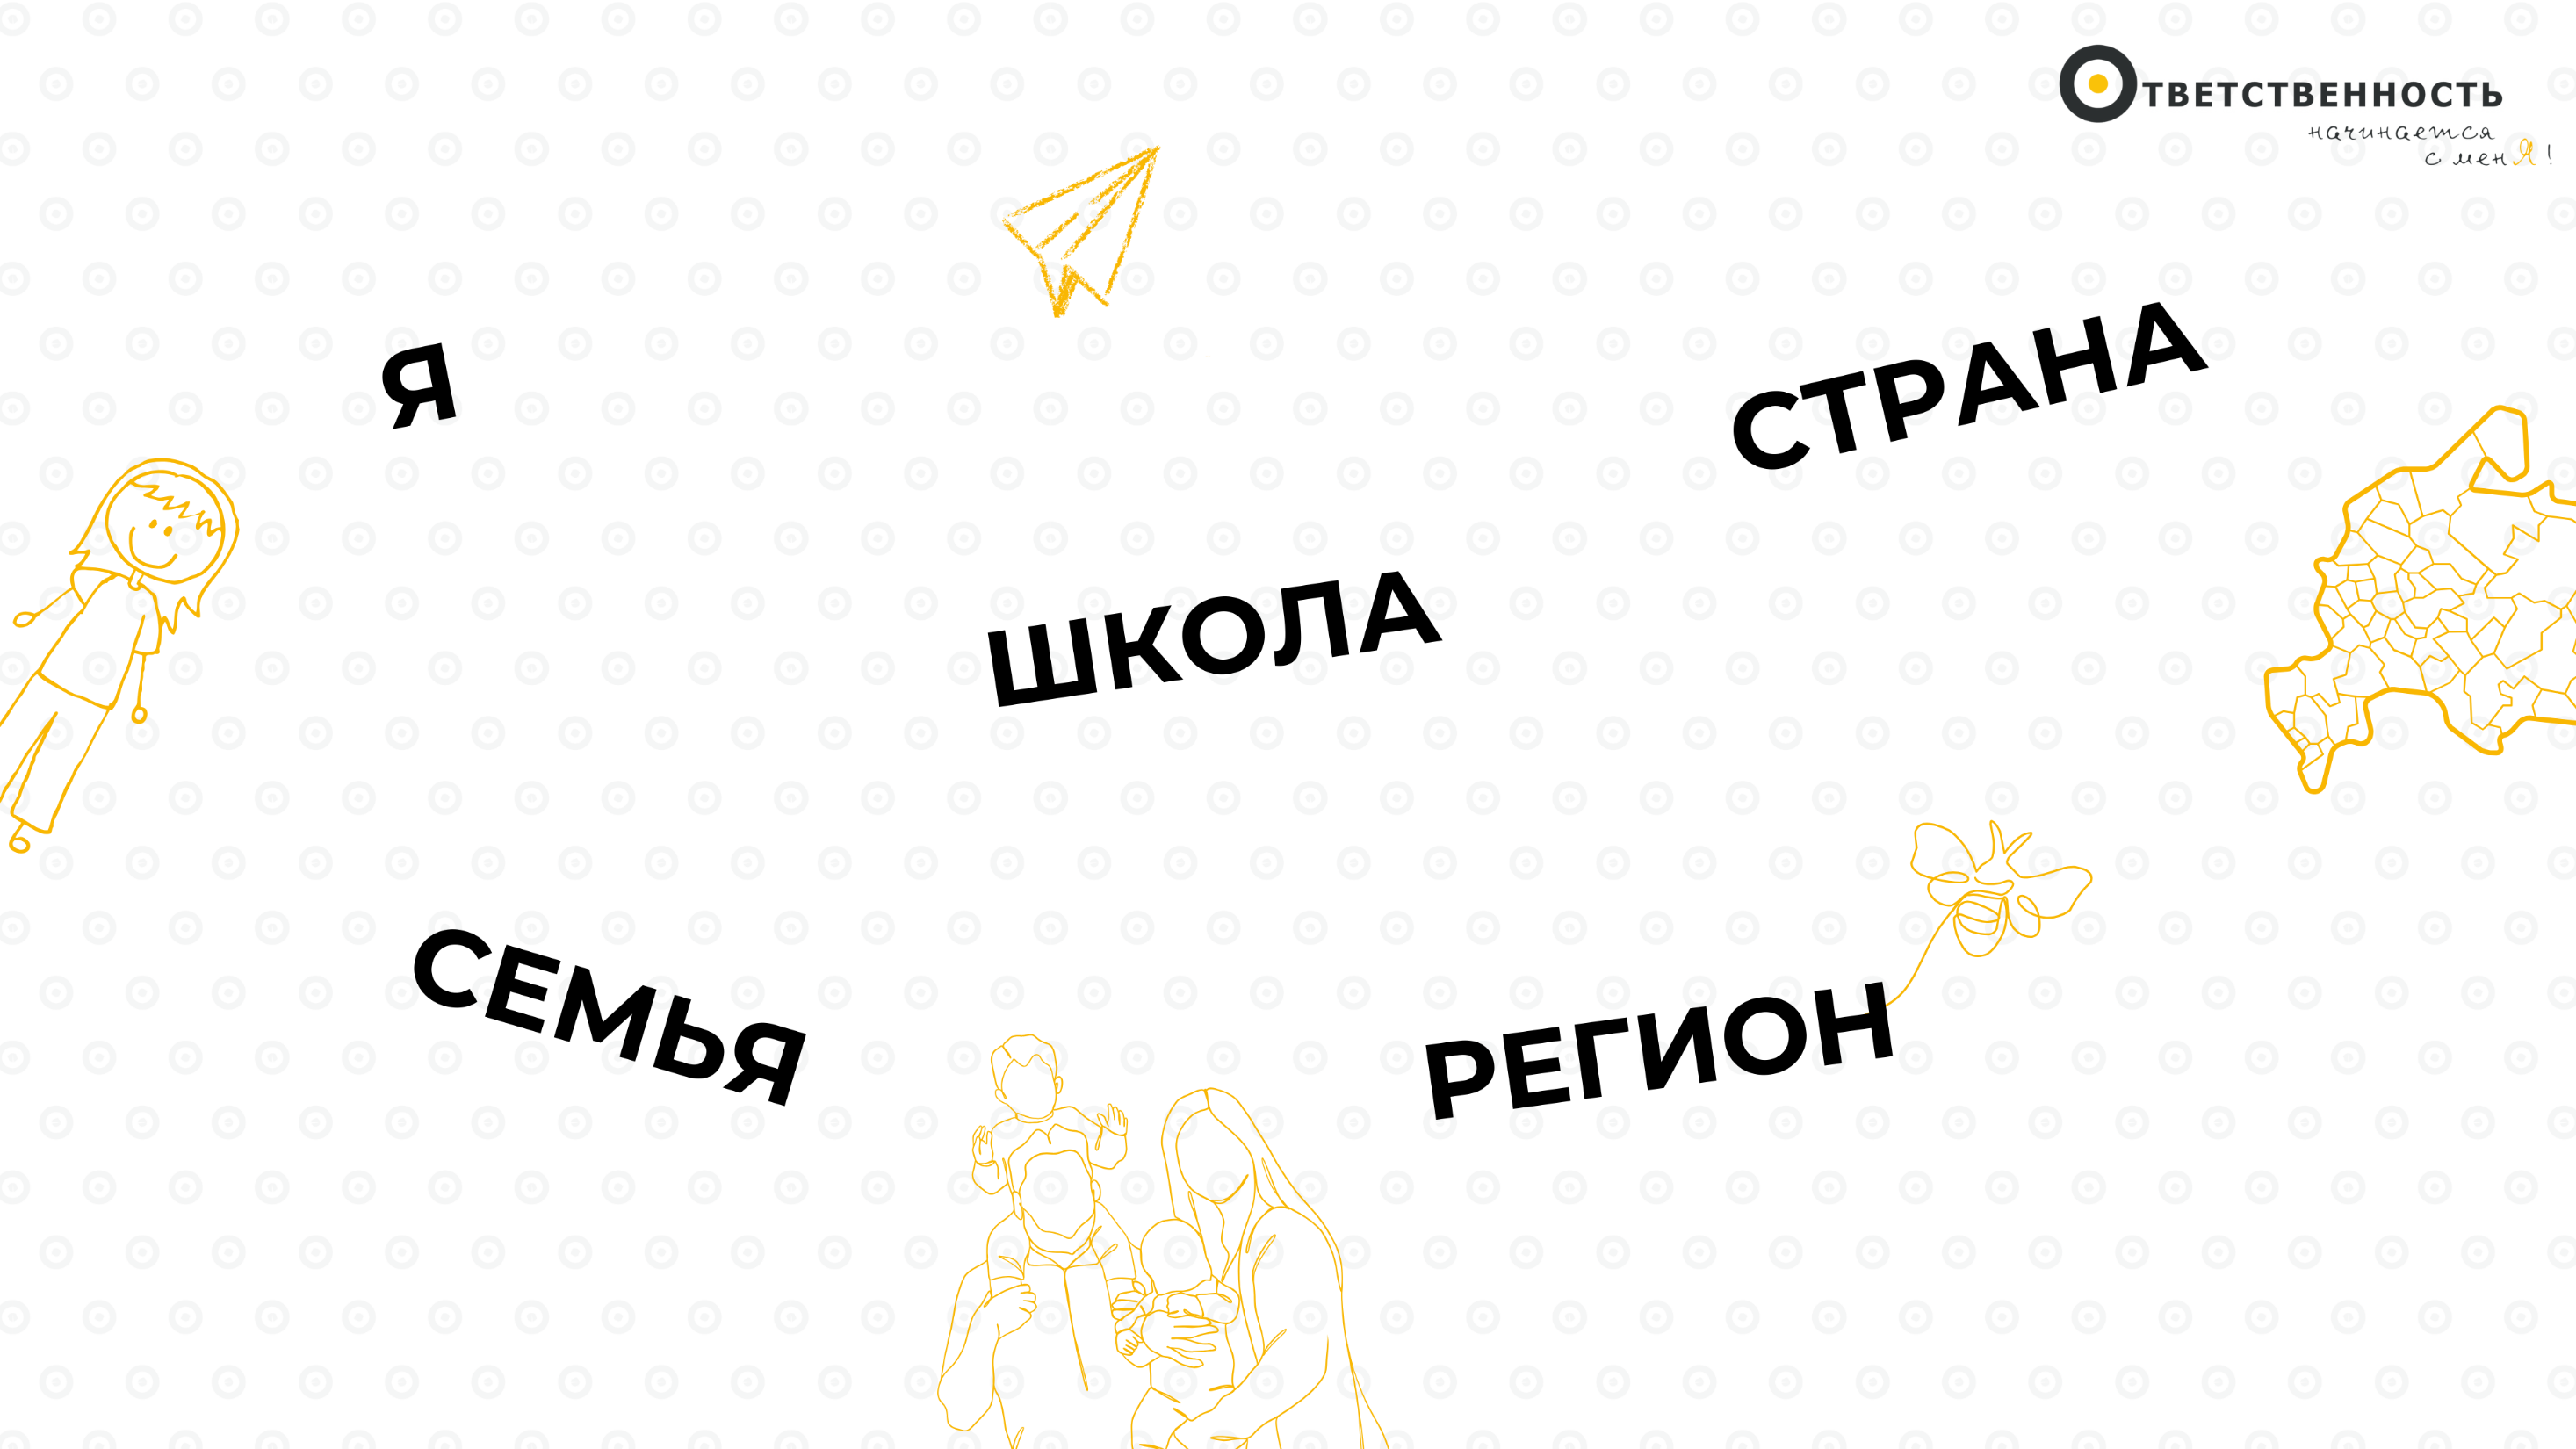 ОТВЕТСТВЕННОСТЬ
начинается
с менЯ!
Я
СТРАНА
ШКОЛА
СЕМЬЯ
РЕГИОН